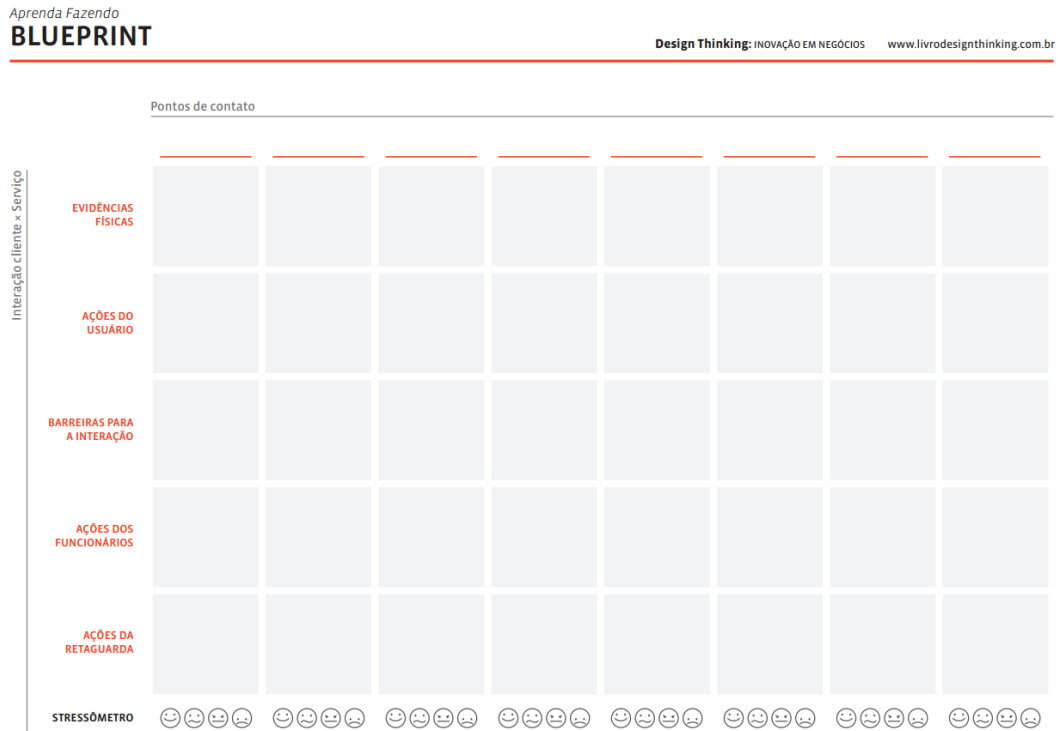 Aprenda Fazendo
BLUEPRINT
Design Thinking: INOVAÇÃO EM NEGÓCIOS www.livrodesignthinking.com.br
Pontos de contato
Interação cliente × Serviço
EVIDÊNCIAS
FÍSICAS
AÇÕES DO
USUÁRIO
BARREIRAS PARA
A INTERAÇÃO
AÇÕES DOS
FUNCIONÁRIOS
AÇÕES DA
RETAGUARDA
STRESSÔMETRO